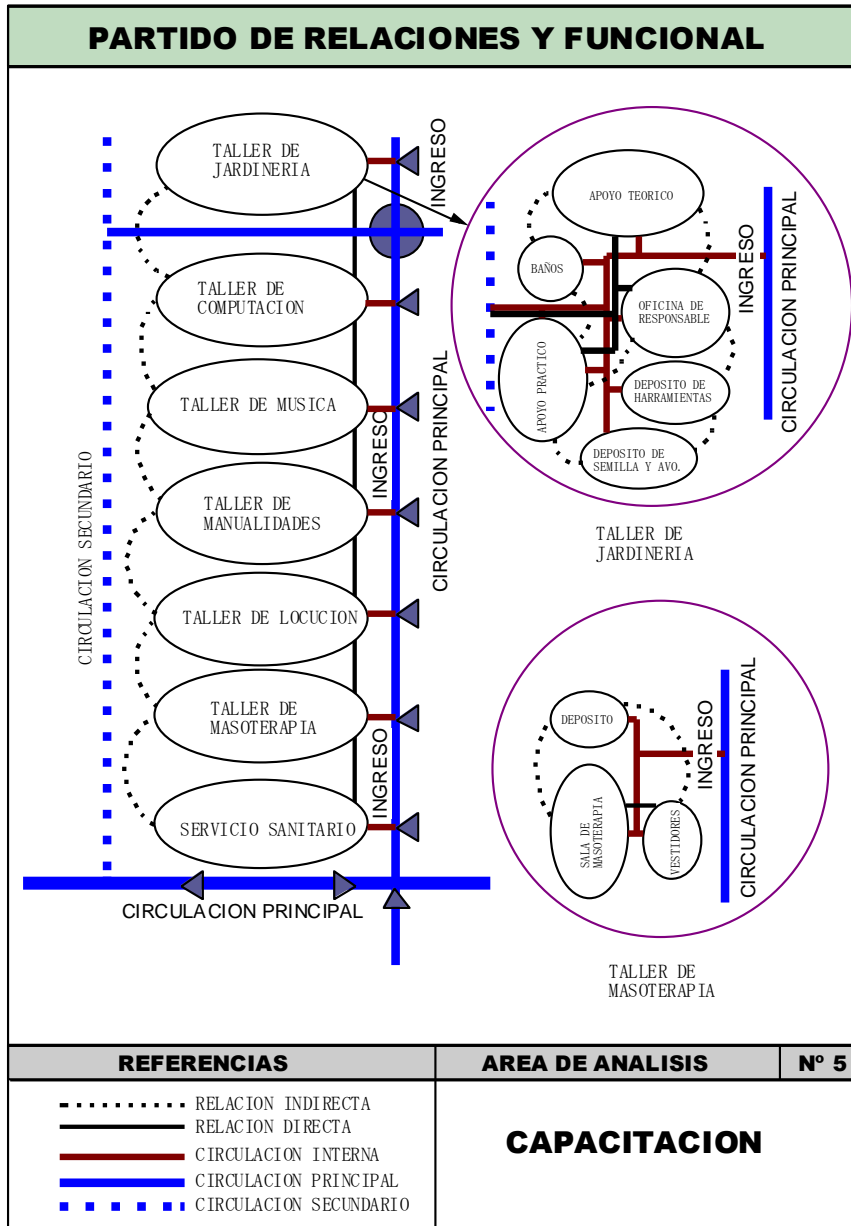 PARTIDO DE RELACIONES Y FUNCIONAL
TALLER DE
JARDINERIA
INGRESO
TALLER DE
COMPUTACION
TALLER DE MUSICA
INGRESO
CIRCULACION PRINCIPAL
TALLER DE
MANUALIDADES
CIRCULACION SECUNDARIO
TALLER DE LOCUCION
TALLER DE
MASOTERAPIA
INGRESO
SERVICIO SANITARIO
CIRCULACION PRINCIPAL
APOYO TEORICO
BAÑOS
OFICINA DE
RESPONSABLE
INGRESO
CIRCULACION PRINCIPAL
APOYO PRACTICO
DEPOSITO DE
HARRAMIENTAS
DEPOSITO DE
SEMILLA Y AVO.
TALLER DE
JARDINERIA
DEPOSITO
SALA DE
MASOTERAPIA
VESTIDORES
INGRESO
CIRCULACION PRINCIPAL
TALLER DE
MASOTERAPIA
REFERENCIAS
AREA DE ANALISIS
Nº 5
RELACION INDIRECTA
RELACION DIRECTA
CIRCULACION INTERNA
CIRCULACION PRINCIPAL
CIRCULACION SECUNDARIO
CAPACITACION